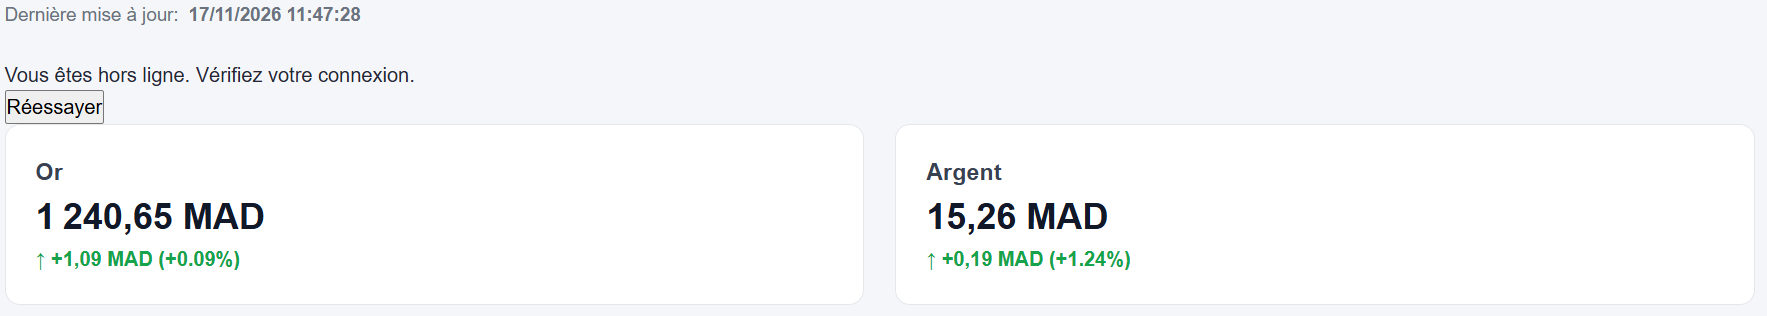 Dernière mise à jour: 17/11/2026 11:47:28
Vous êtes hors ligne. Vérifiez votre connexion.
Réessayer
Or
1 240,65 MAD
↑ +1,09 MAD (+0.09%)
Argent
15,26 MAD
↑ +0,19 MAD (+1.24%)